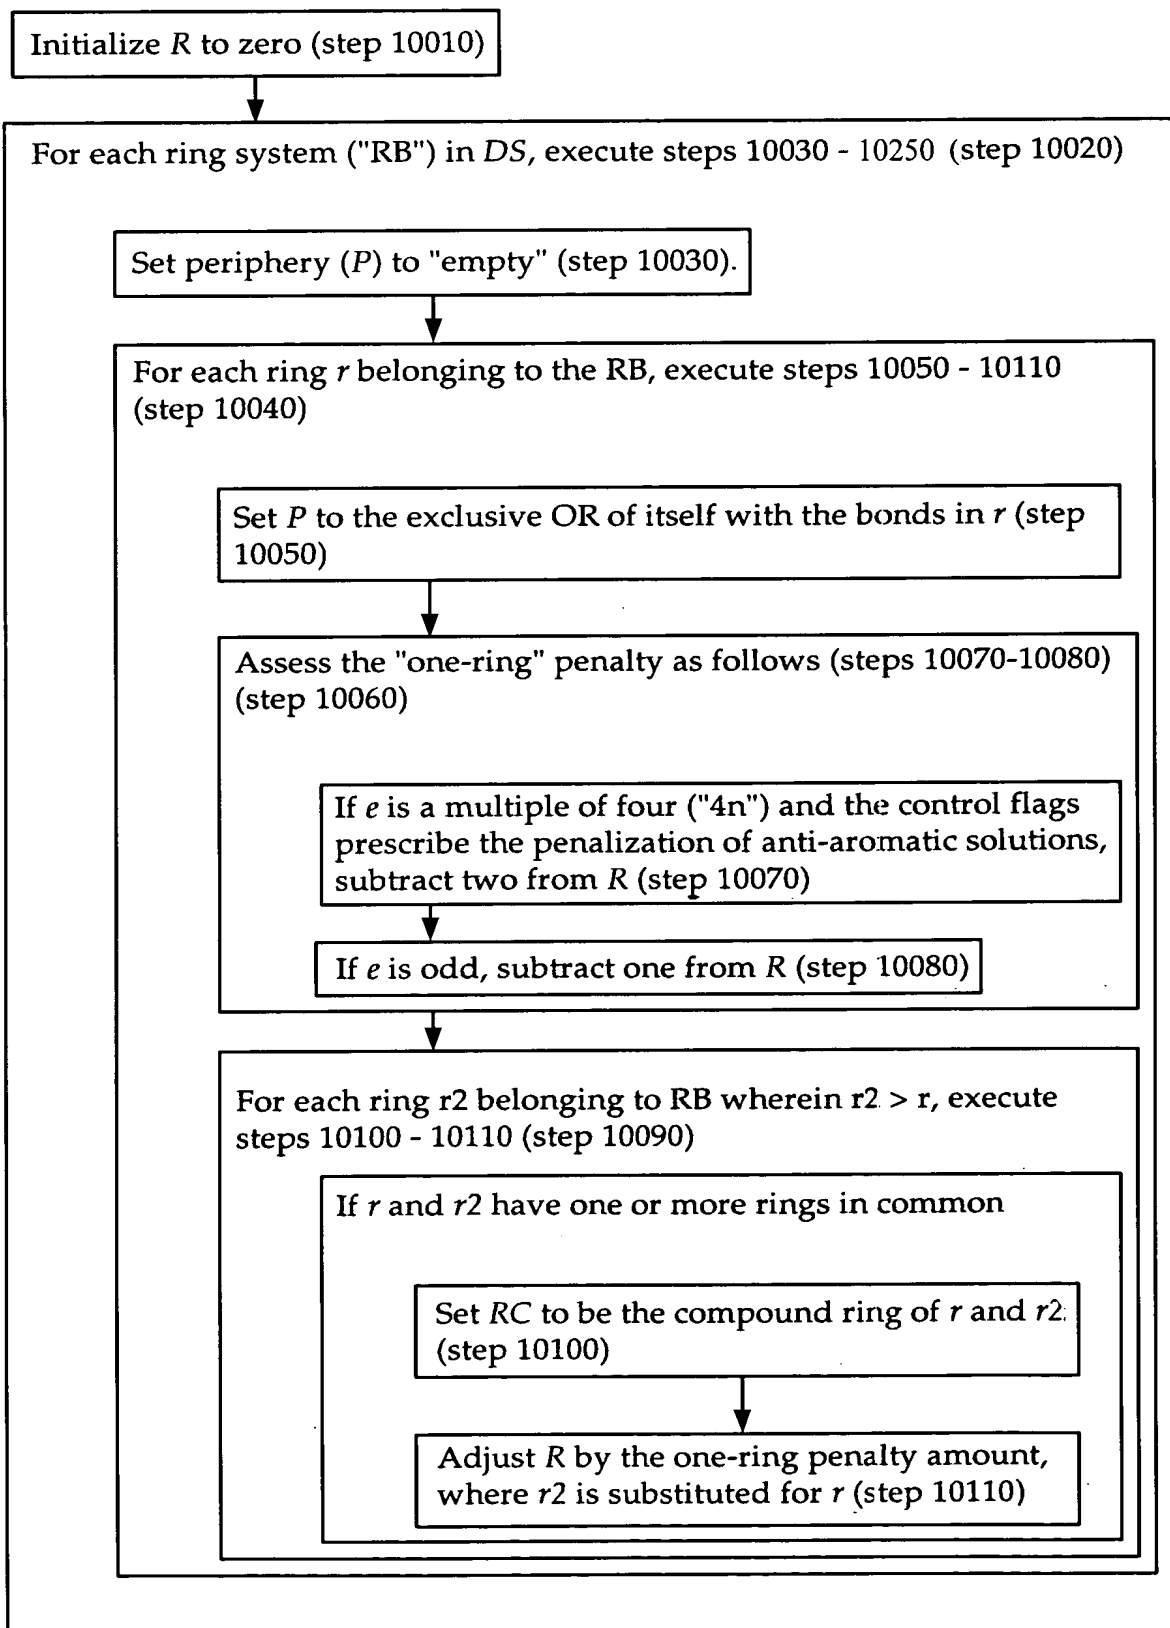 Initialize R to zero (step 10010)
For each ring system ("RB") in DS, execute steps 10030 - 10250 (step 10020)
Set periphery (P) to "empty" (step 10030).
For each ring r belonging to the RB, execute steps 10050 - 10110
(step 10040)
Set P to the exclusive OR of itself with the bonds in r (step
10050)
Assess the "one-ring" penalty as follows (steps 10070-10080)
(step 10060)
If e is a multiple of four ("4n") and the control flags
prescribe the penalization of anti-aromatic solutions,
subtract two from R (step 10070)
If e is odd, subtract one from R (step 10080)
For each ring r2 belonging to RB wherein r2 > r, execute
steps 10100 - 10110 (step 10090)
If r and r2 have one or more rings in common
Set RC to be the compound ring of r and r2
(step 10100)
Adjust R by the one-ring penalty amount,
where r2 is substituted for r (step 10110)